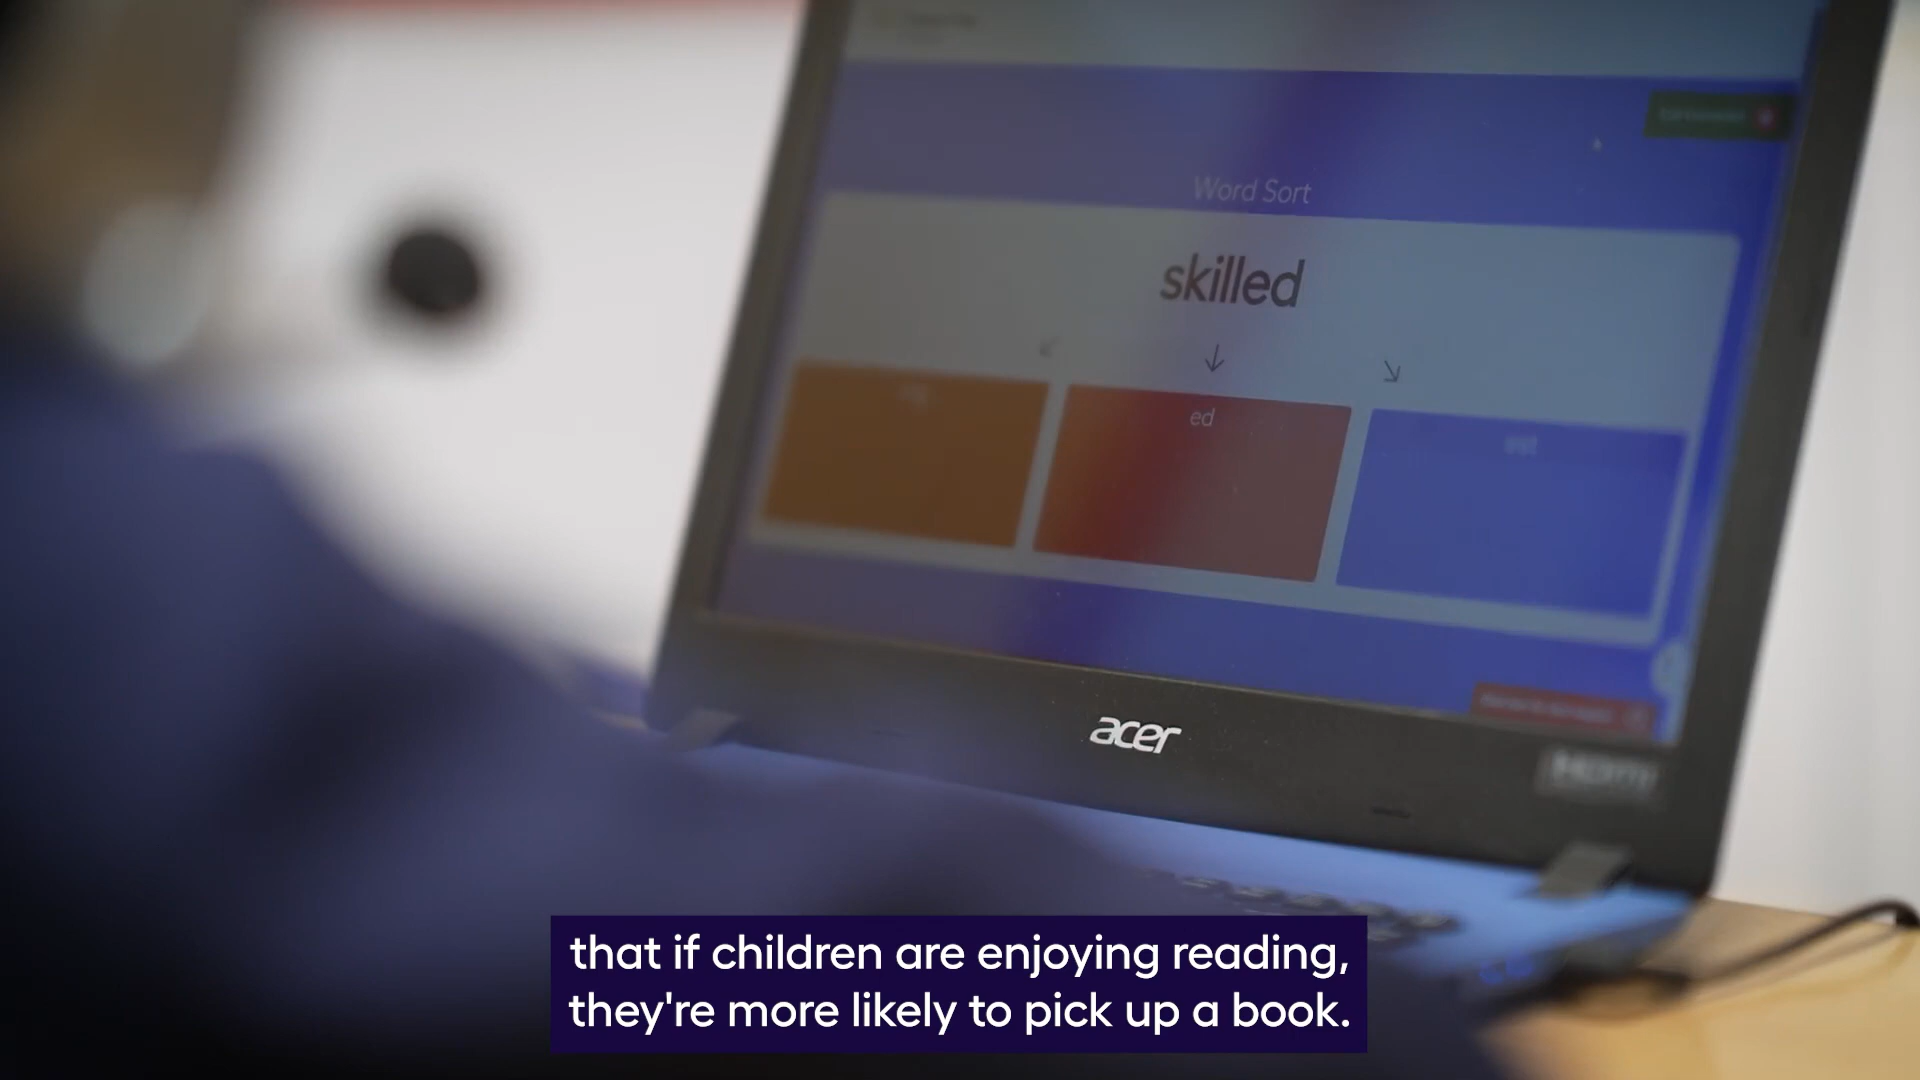 Word Sort
skilled
ed
acer
HDMI
that if children are enjoying reading,
they're more likely to pick up a book.